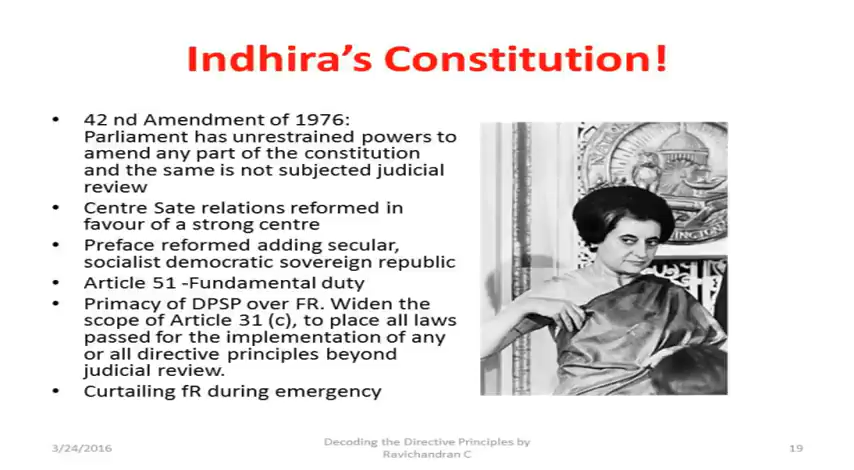 Indhira's Constitution!
• 42 nd Amendment of 1976:
Parliament has unrestrained powers to
amend any part of the constitution
and the same is not subjected judicial
review
• Centre Sate relations reformed in
favour of a strong centre
• Preface reformed adding secular,
socialist democratic sovereign republic
• Article 51 -Fundamental duty
• Primacy of DPSP over FR. Widen the
scope of Article 31 (c), to place all laws
passed for the implementation of any
or all directive principles beyond
judicial review.
• Curtailing fR during emergency
3/24/2016
Decoding the Directive Principles by
Ravichandran C
19